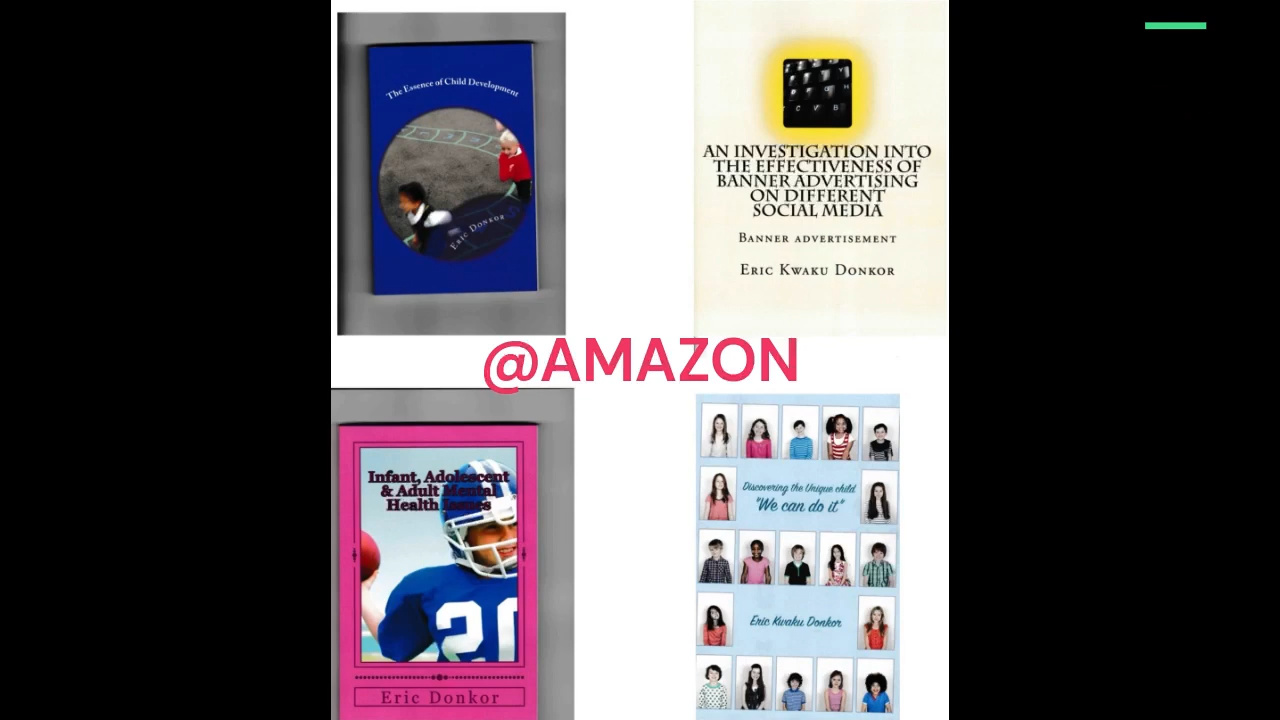 The Essence of Child Development
Eric Donkor
AN INVESTIGATION INTO
THE EFFECTIVENESS OF
BANNER ADVERTISING
ON DIFFERENT
SOCIAL MEDIA
Banner advertisement
Eric Kwaku Donkor
@AMAZON
Infant, Adolescent
& Adult Mental
Health Issues
20
Eric Donkor
Discovering the Unique child
"We can do it"
Eric Kwaku Donkor